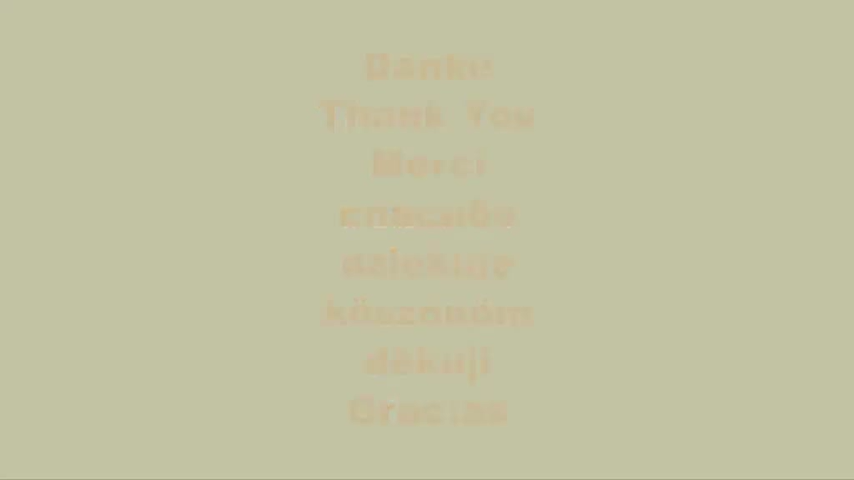 Danke
Thank You
Merci
спасибо
köszönöm
děkuji
Gracias